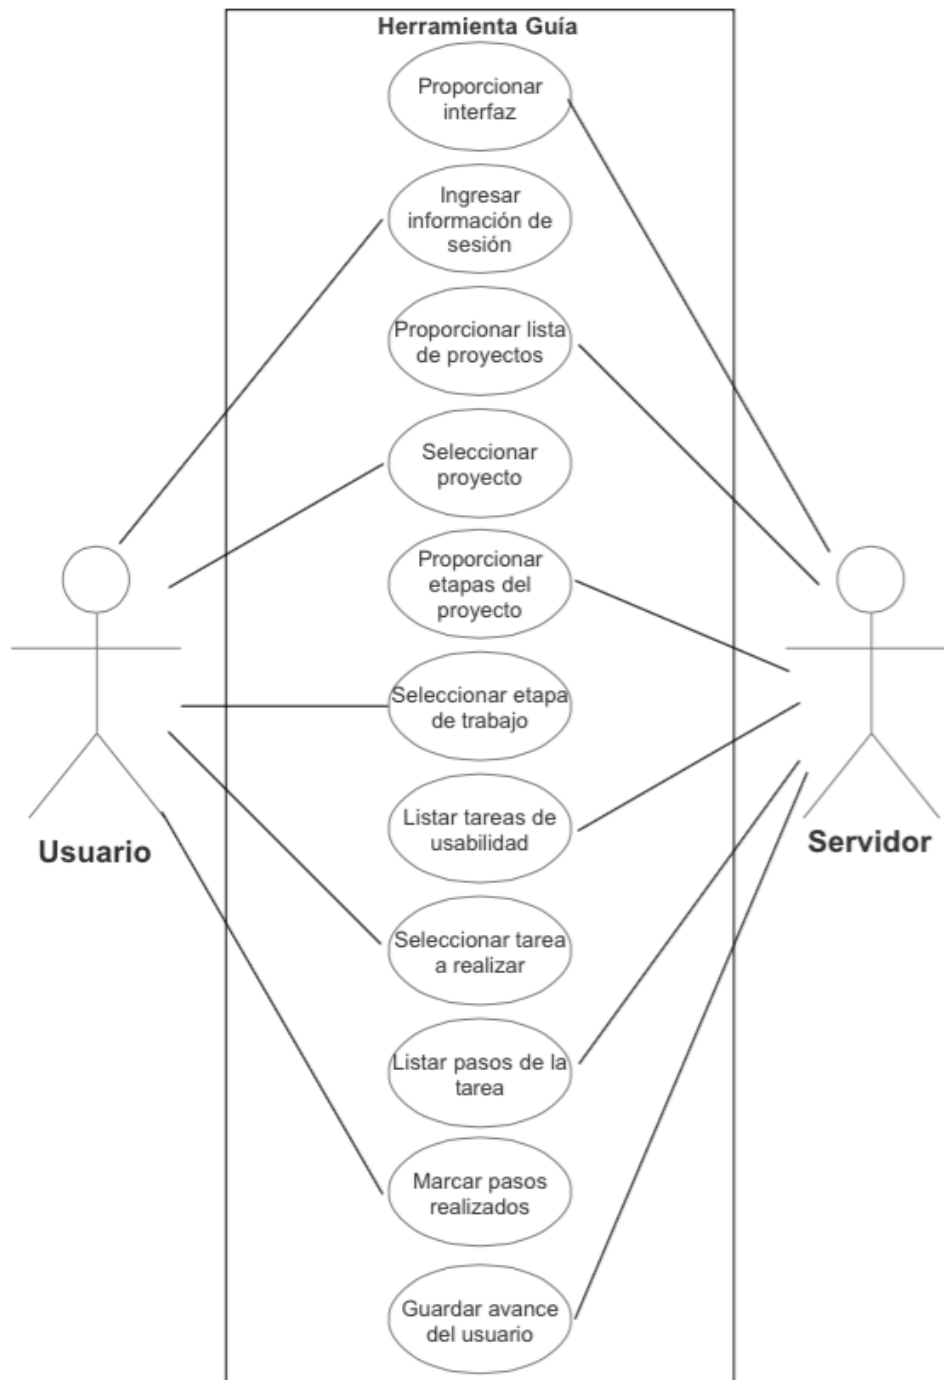 Herramienta Guía
Proporcionar
interfaz
Ingresar
información de
sesión
Proporcionar lista
de proyectos
Seleccionar
proyecto
Proporcionar
etapas del
proyecto
Seleccionar etapa
de trabajo
Listar tareas de
usabilidad
Usuario
Servidor
Seleccionar tarea
a realizar
Listar pasos de la
tarea
Marcar pasos
realizados
Guardar avance
del usuario